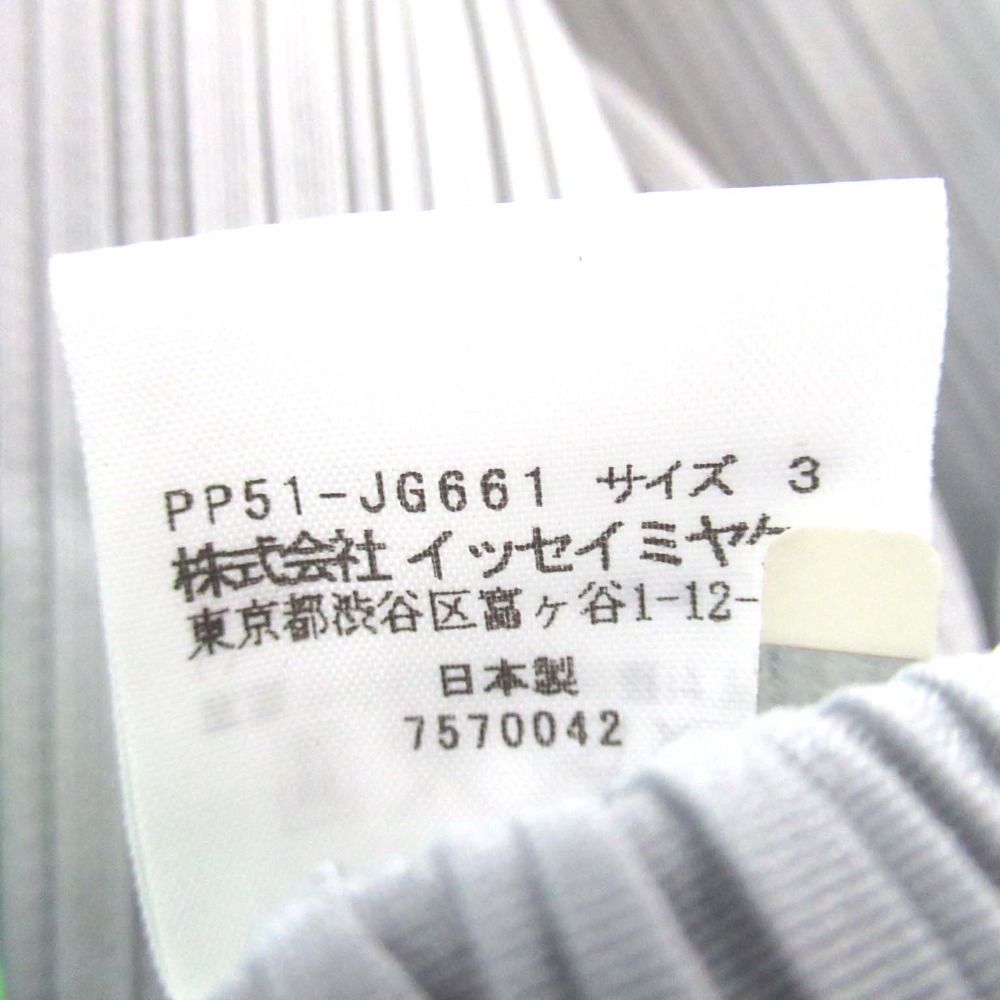 PP51-JG661 サイズ 3
株式会社 イッセイミヤケ
東京都渋谷区富ヶ谷1-12-
日本製
7570042